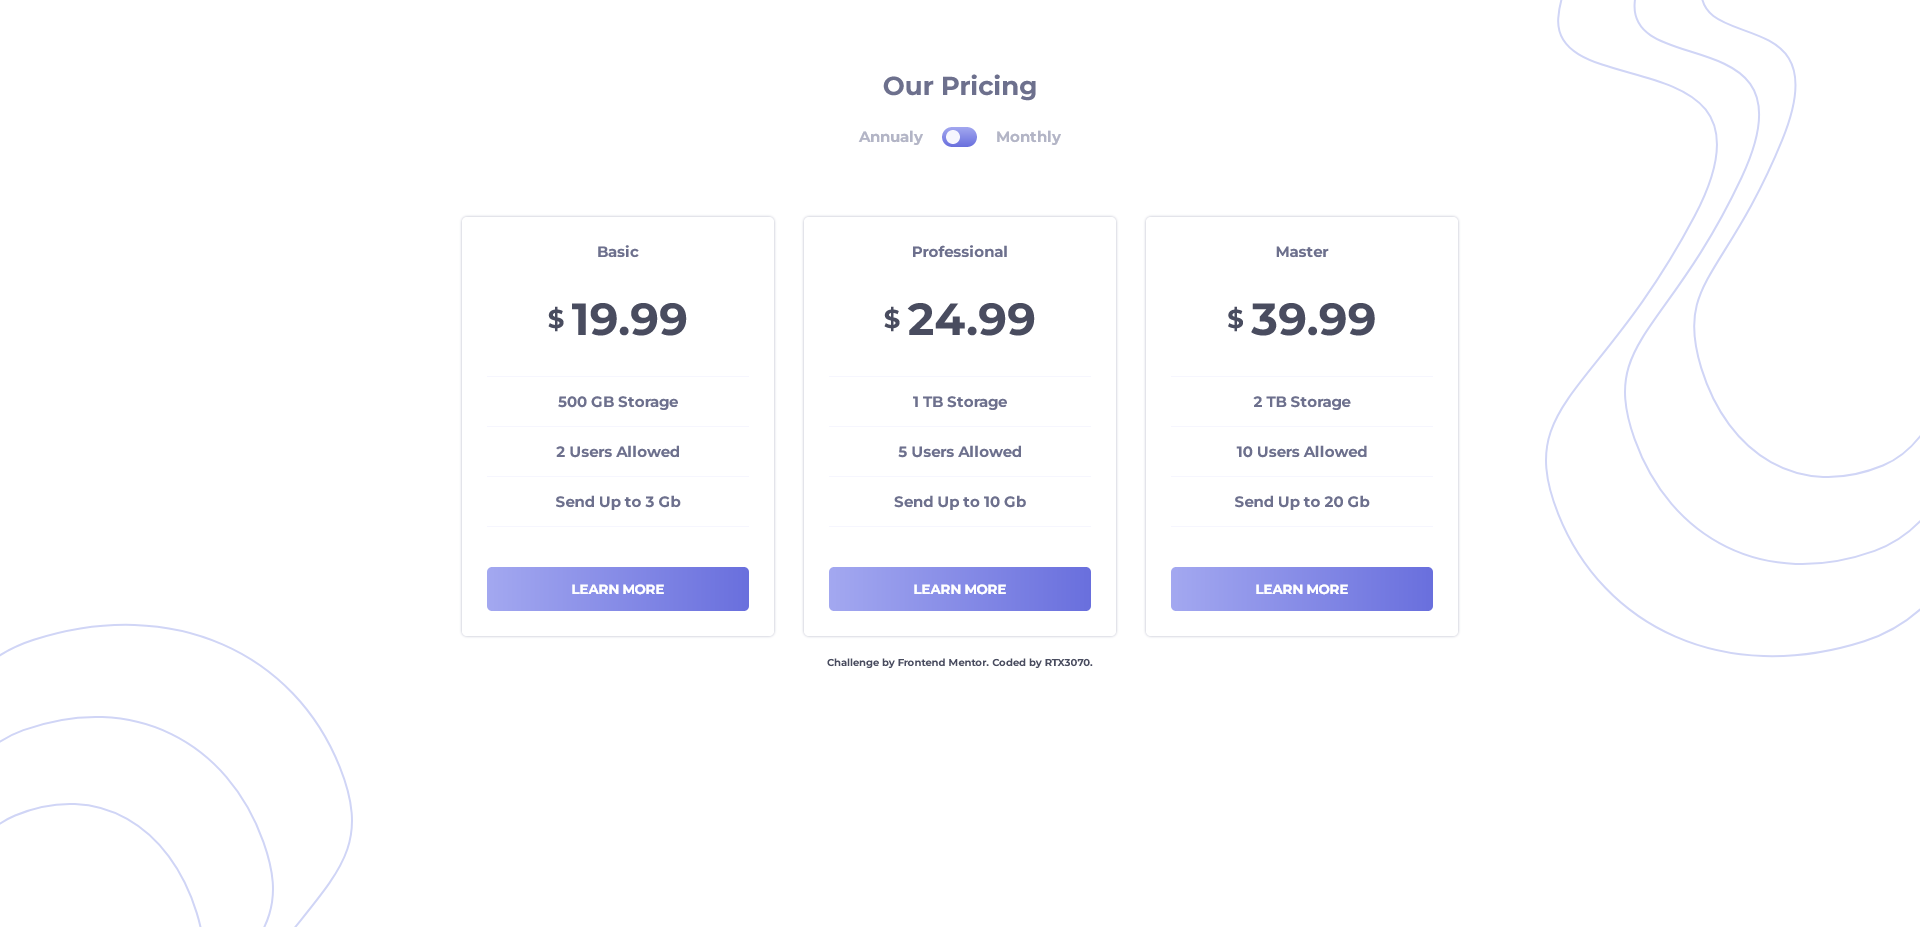 Our Pricing
Annualy Monthly
Basic
$ 19.99
500 GB Storage
2 Users Allowed
Send Up to 3 Gb
LEARN MORE
Professional
$ 24.99
1 TB Storage
5 Users Allowed
Send Up to 10 Gb
LEARN MORE
Master
$ 39.99
2 TB Storage
10 Users Allowed
Send Up to 20 Gb
LEARN MORE
Challenge by Frontend Mentor. Coded by RTX3070.